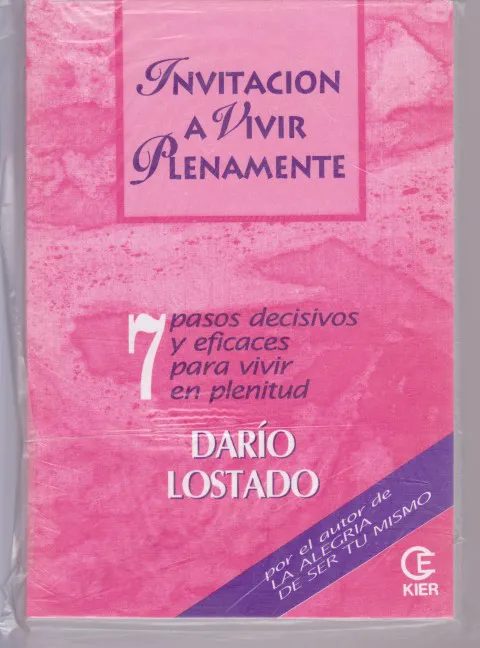 INVITACION
A VIVIR
PLENAMENTE
7 pasos decisivos
y eficaces
para vivir
en plenitud
DARÍO
LOSTADO
por el autor de
LA ALEGRIA
DE SER TU MISMO
CE
KIER